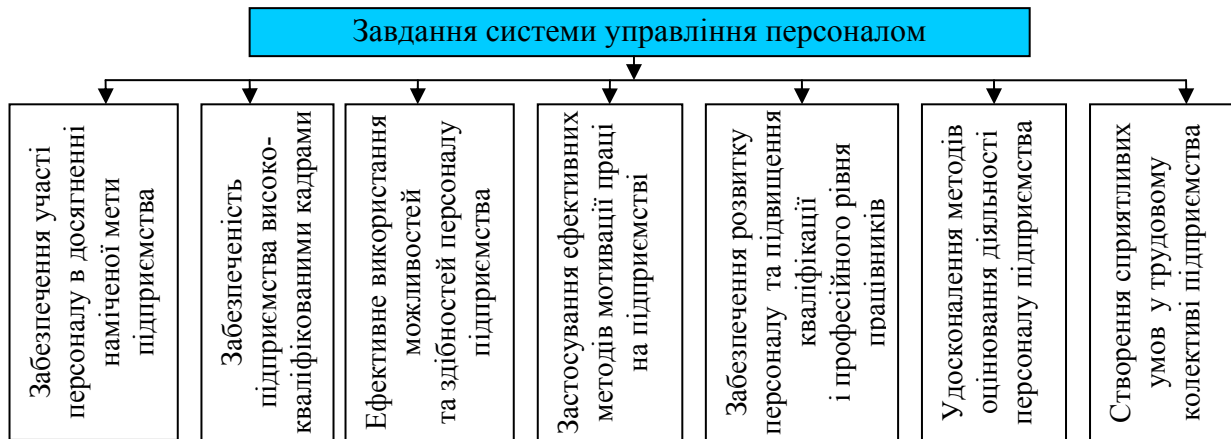 Завдання системи управління персоналом
Забезпечення участі
персоналу в досягненні
наміченої мети
підприємства
Забезпеченість
підприємства високо-
кваліфікованими кадрами
Ефективне використання
можливостей
та здібностей персоналу
підприємства
Застосування ефективних
методів мотивації праці
на підприємстві
Забезпечення розвитку
персоналу та підвищення
кваліфікації
і професійного рівня
працівників
Удосконалення методів
оцінювання діяльності
персоналу підприємства
Створення сприятливих
умов у трудовому
колективі підприємства